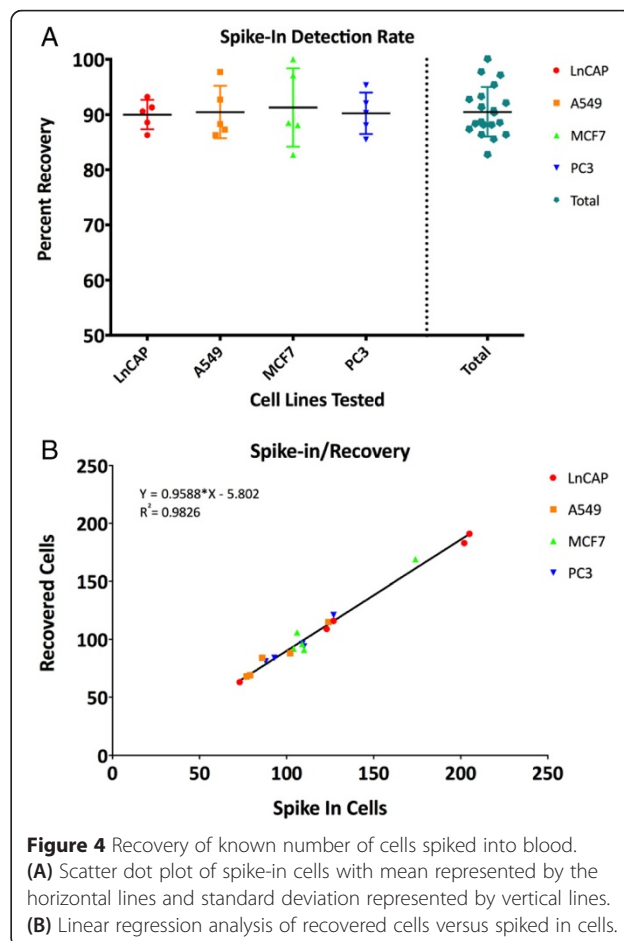 A
Spike-In Detection Rate
Percent Recovery
100
90
80
70
60
50
LnCAP
A549
MCF7
PC3
Total
Cell Lines Tested
LnCAP
A549
MCF7
PC3
Total
B
Spike-in/Recovery
Y = 0.9588*X - 5.802
R²= 0.9826
Recovered Cells
250
200
150
100
50
0
0
50
100
150
200
250
Spike In Cells
LnCAP
A549
MCF7
PC3
Figure 4 Recovery of known number of cells spiked into blood.
(A) Scatter dot plot of spike-in cells with mean represented by the
horizontal lines and standard deviation represented by vertical lines.
(B) Linear regression analysis of recovered cells versus spiked in cells.